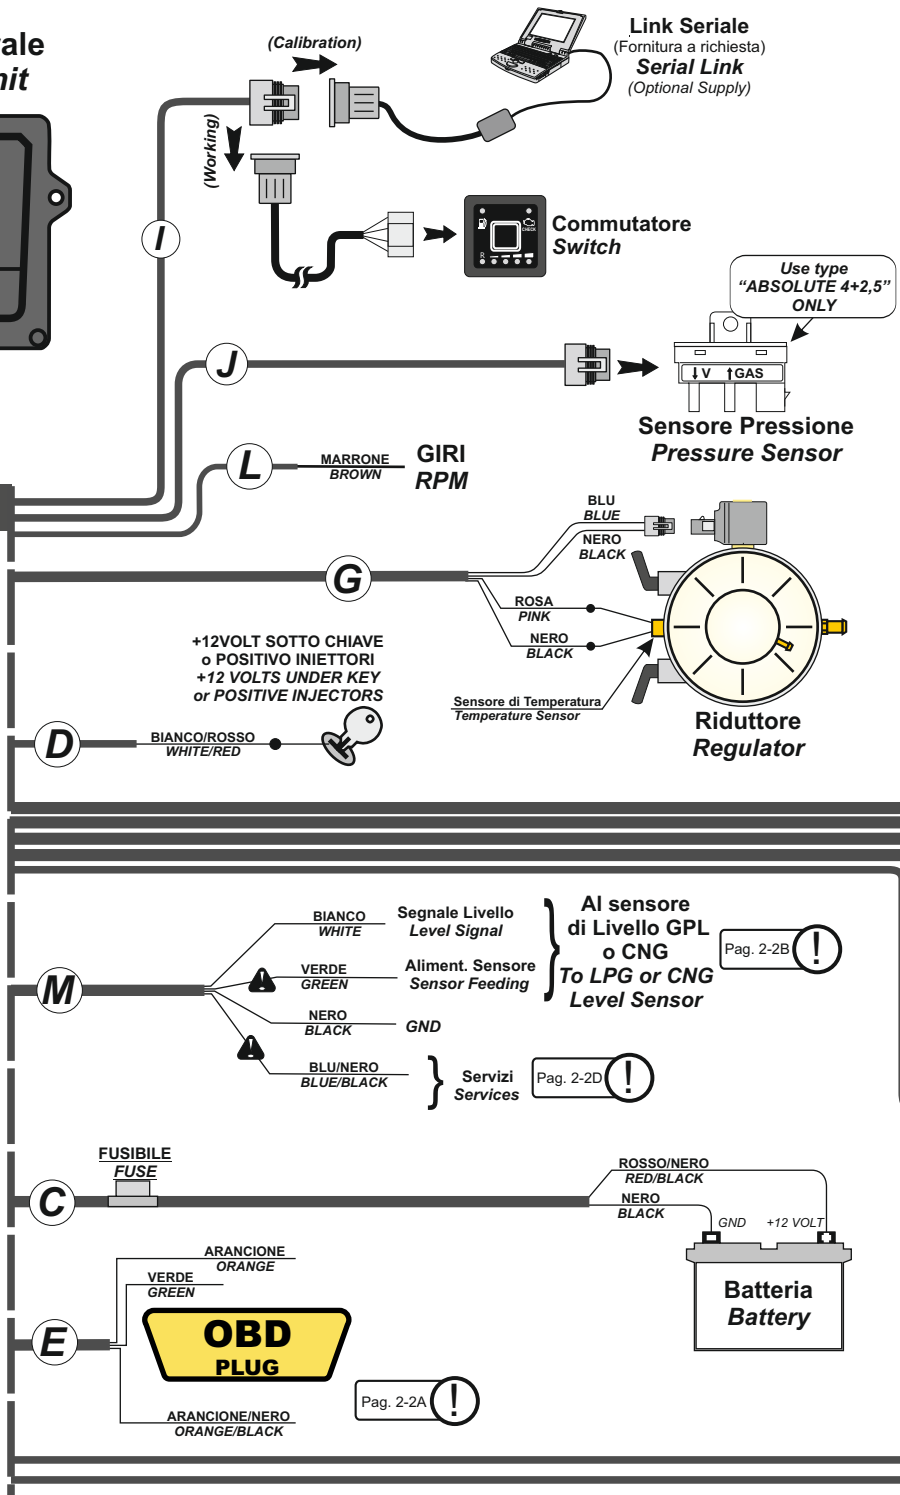 ale
nit
(Calibration)
Link Seriale
(Fornitura a richiesta)
Serial Link
(Optional Supply)
(Working)
I
CHECK
Commutatore
Switch
Use type
“ABSOLUTE 4+2,5”
ONLY
J
V GAS
Sensore Pressione
Pressure Sensor
L
MARRONE
BROWN
GIRI
RPM
BLU
BLUE
NERO
BLACK
G
ROSA
PINK
NERO
BLACK
+12VOLT SOTTO CHIAVE
o POSITIVO INIETTORI
+12 VOLTS UNDER KEY
or POSITIVE INJECTORS
Sensore di Temperatura
Temperature Sensor
Riduttore
Regulator
D
BIANCO/ROSSO
WHITE/RED
M
BIANCO
WHITE
Segnale Livello
Level Signal
VERDE
GREEN
Aliment. Sensore
Sensor Feeding
Al sensore
di Livello GPL
o CNG
To LPG or CNG
Level Sensor
Pag. 2-2B !
NERO
BLACK
GND
BLU/NERO
BLUE/BLACK
Servizi
Services
Pag. 2-2D !
C
FUSIBILE
FUSE
ROSSO/NERO
RED/BLACK
NERO
BLACK
GND +12 VOLT
Batteria
Battery
E
ARANCIONE
ORANGE
VERDE
GREEN
OBD
PLUG
Pag. 2-2A !
ARANCIONE/NERO
ORANGE/BLACK